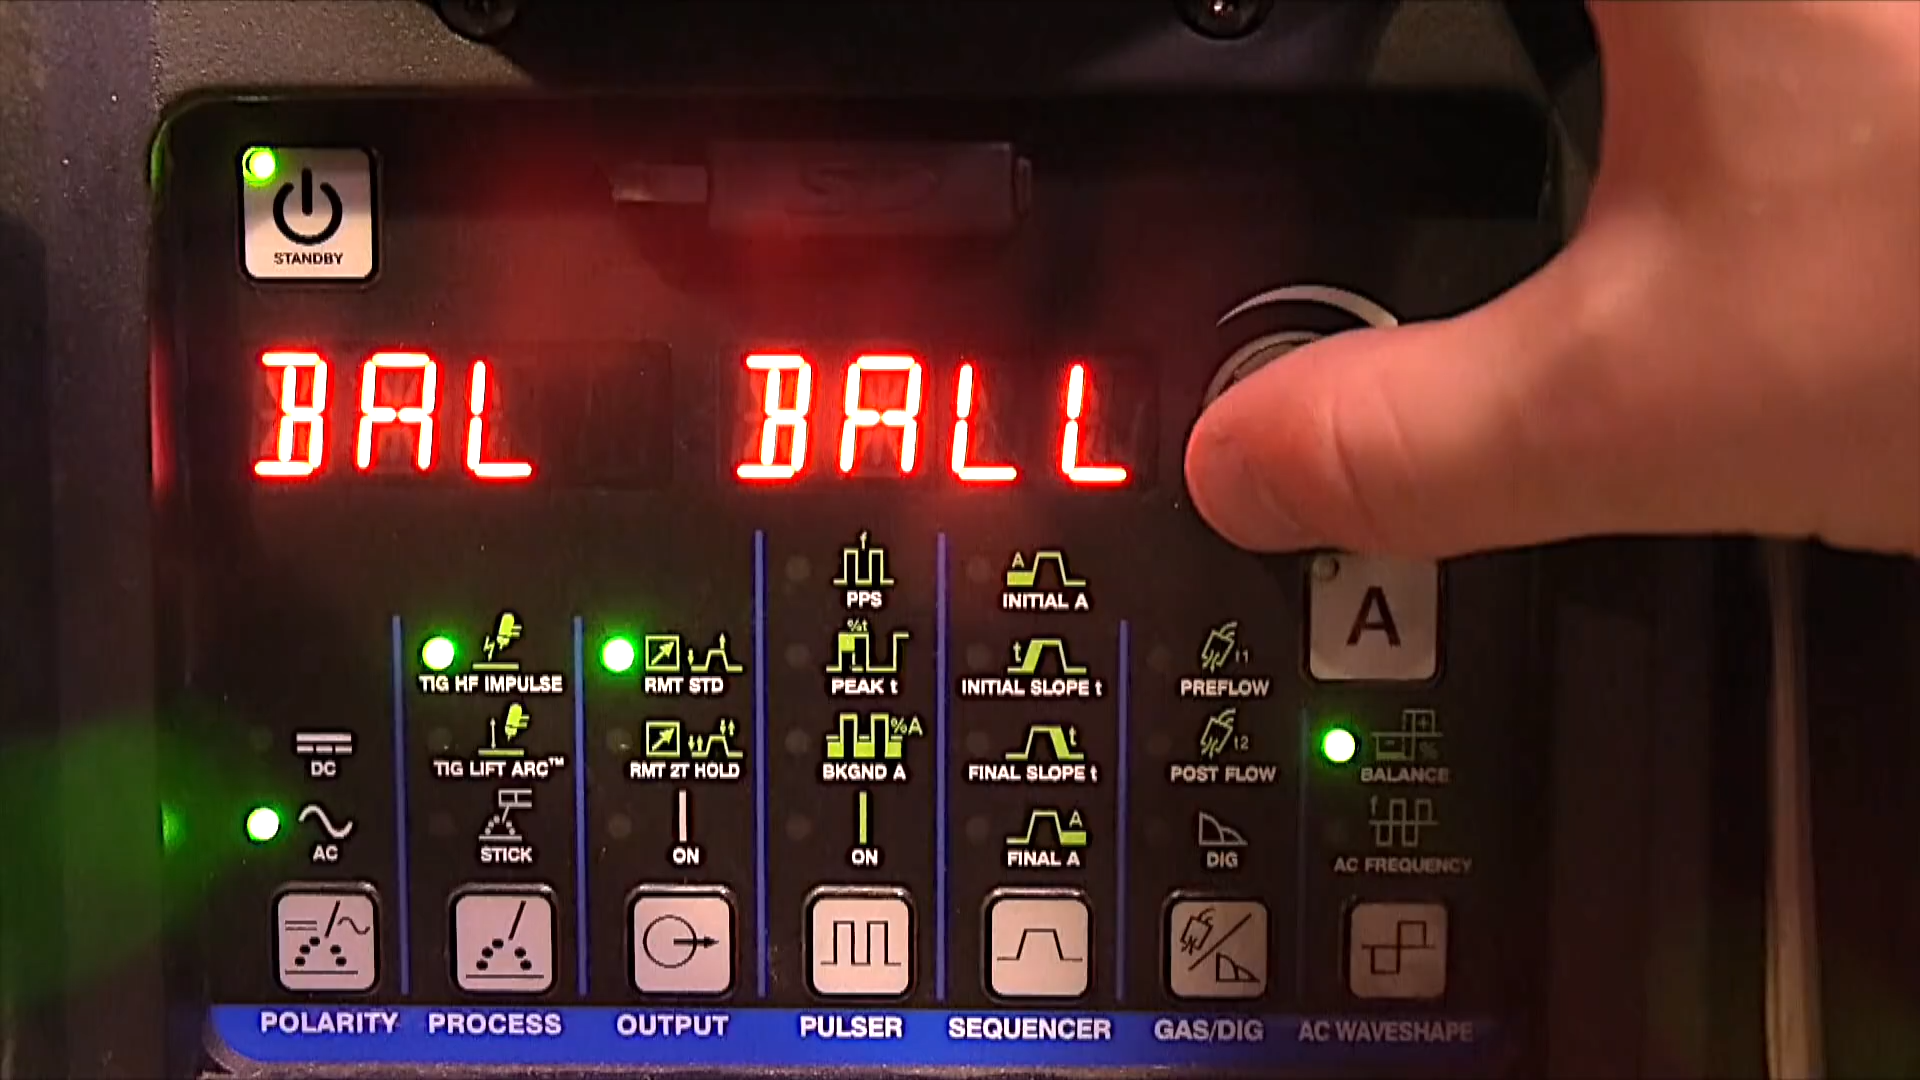 STANDBY
BAL BALL
PPS
INITIAL A
TIG HF IMPULSE
RMT STD
PEAK t
INITIAL SLOPE t
PREFLOW
A
DC
TIG LIFT ARC™
RMT 2T HOLD
BKGND A
FINAL SLOPE t
POST FLOW
BALANCE
AC
STICK
ON
ON
FINAL A
DIG
AC FREQUENCY
POLARITY PROCESS OUTPUT PULSER SEQUENCER GAS/DIG AC WAVESHAPE